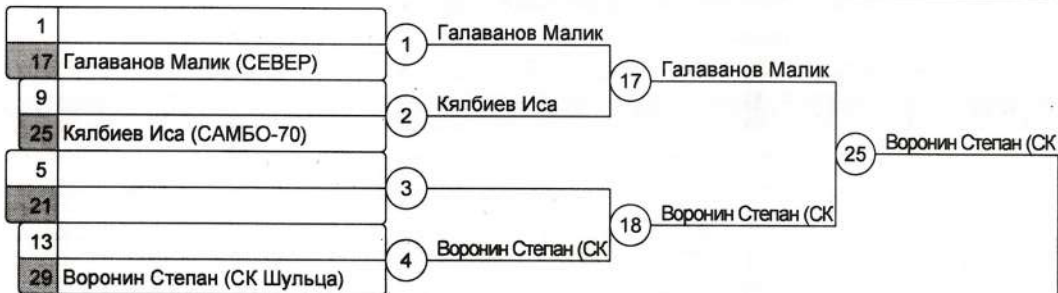 1
17 Галаванов Малик (СЕВЕР)
1
Галаванов Малик
9
25 Кялбиев Иса (САМБО-70)
2
Кялбиев Иса
17
Галаванов Малик
5
21
3
13
29 Воронин Степан (СК Шульца)
4
Воронин Степан (СК
18
Воронин Степан (СК
25
Воронин Степан (СК